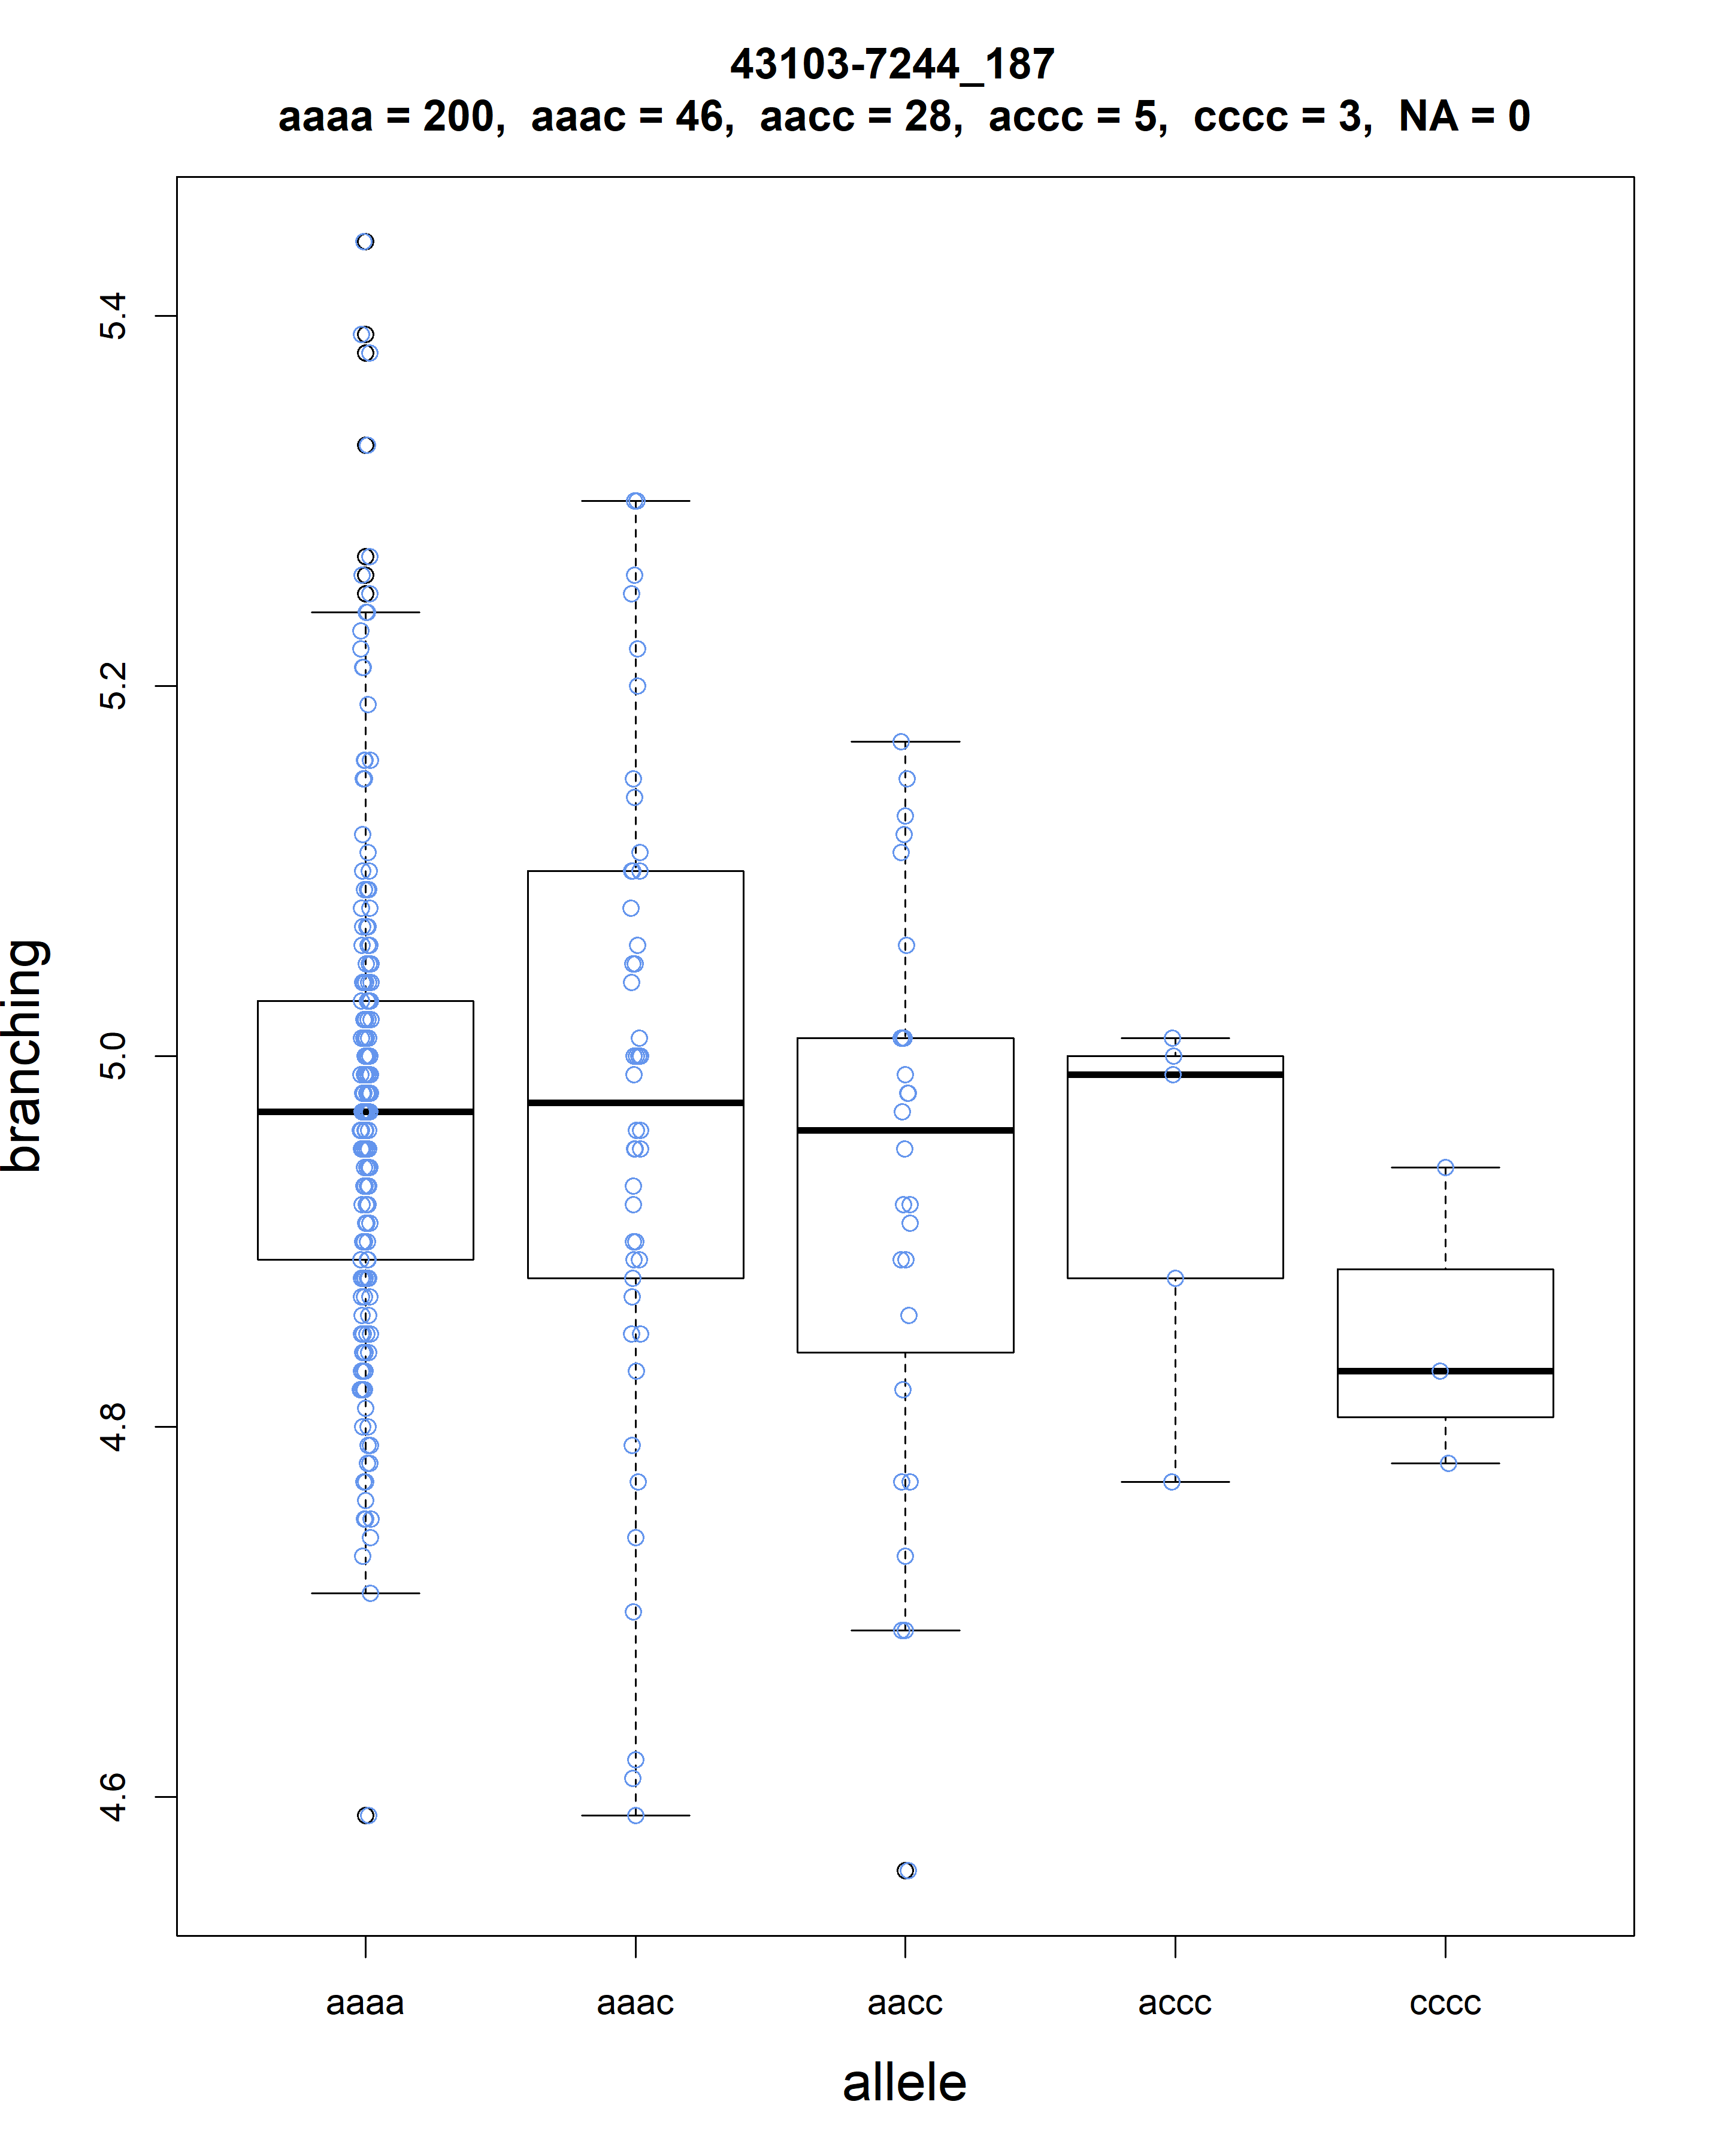 43103-7244_187
aaaa = 200, aaac = 46, aacc = 28, accc = 5, cccc = 3, NA = 0
5.4
5.2
5.0
4.8
4.6
branching
aaaa aaac aacc accc cccc
allele